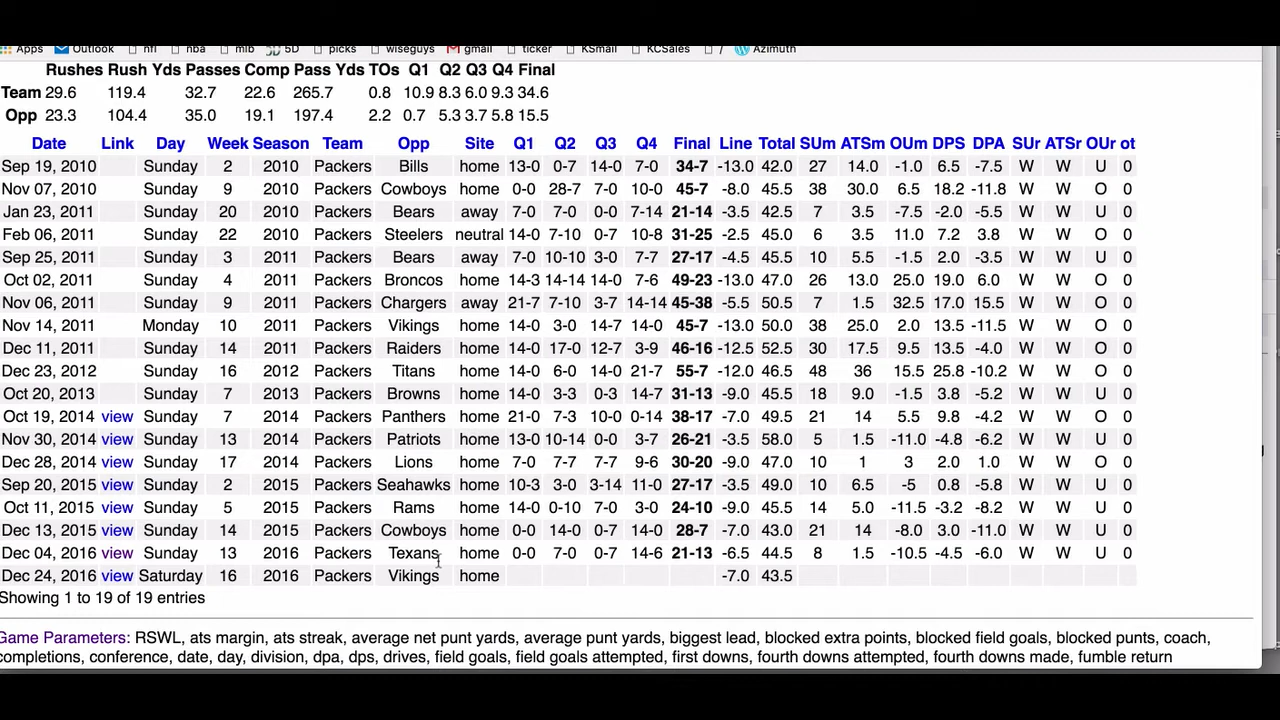 Apps Outlook nfl nba mlb 5D picks wiseguys gmail ticker KSmail KCSales / Azimuth
Rushes Rush Yds Passes Comp Pass Yds TOs Q1 Q2 Q3 Q4 Final
Team 29.6 119.4 32.7 22.6 265.7 0.8 10.9 8.3 6.0 9.3 34.6
Opp 23.3 104.4 35.0 19.1 197.4 2.2 0.7 5.3 3.7 5.8 15.5
Date Link Day Week Season Team Opp Site Q1 Q2 Q3 Q4 Final Line Total SUm ATSm OUm DPS DPA SUr ATSr OUr ot
Sep 19, 2010 Sunday 2 2010 Packers Bills home 13-0 0-7 14-0 7-0 34-7 -13.0 42.0 27 14.0 -1.0 6.5 -7.5 W W U 0
Nov 07, 2010 Sunday 9 2010 Packers Cowboys home 0-0 28-7 7-0 10-0 45-7 -8.0 45.5 38 30.0 6.5 18.2 -11.8 W W O 0
Jan 23, 2011 Sunday 20 2010 Packers Bears away 7-0 7-0 0-0 7-14 21-14 -3.5 42.5 7 3.5 -7.5 -2.0 -5.5 W W U 0
Feb 06, 2011 Sunday 22 2010 Packers Steelers neutral 14-0 7-10 0-7 10-8 31-25 -2.5 45.0 6 3.5 11.0 7.2 3.8 W W O 0
Sep 25, 2011 Sunday 3 2011 Packers Bears away 7-0 10-10 3-0 7-7 27-17 -4.5 45.5 10 5.5 -1.5 2.0 -3.5 W W U 0
Oct 02, 2011 Sunday 4 2011 Packers Broncos home 14-3 14-14 14-0 7-6 49-23 -13.0 47.0 26 13.0 25.0 19.0 6.0 W W O 0
Nov 06, 2011 Sunday 9 2011 Packers Chargers away 21-7 7-10 3-7 14-14 45-38 -5.5 50.5 7 1.5 32.5 17.0 15.5 W W O 0
Nov 14, 2011 Monday 10 2011 Packers Vikings home 14-0 3-0 14-7 14-0 45-7 -13.0 50.0 38 25.0 2.0 13.5 -11.5 W W O 0
Dec 11, 2011 Sunday 14 2011 Packers Raiders home 14-0 17-0 12-7 3-9 46-16 -12.5 52.5 30 17.5 9.5 13.5 -4.0 W W O 0
Dec 23, 2012 Sunday 16 2012 Packers Titans home 14-0 6-0 14-0 21-7 55-7 -12.0 46.5 48 36 15.5 25.8 -10.2 W W O 0
Oct 20, 2013 Sunday 7 2013 Packers Browns home 14-0 3-3 0-3 14-7 31-13 -9.0 45.5 18 9.0 -1.5 3.8 -5.2 W W U 0
Oct 19, 2014 view Sunday 7 2014 Packers Panthers home 21-0 7-3 10-0 0-14 38-17 -7.0 49.5 21 14 5.5 9.8 -4.2 W W O 0
Nov 30, 2014 view Sunday 13 2014 Packers Patriots home 13-0 10-14 0-0 3-7 26-21 -3.5 58.0 5 1.5 -11.0 -4.8 -6.2 W W U 0
Dec 28, 2014 view Sunday 17 2014 Packers Lions home 7-0 7-7 7-7 9-6 30-20 -9.0 47.0 10 1 3 2.0 1.0 W W O 0
Sep 20, 2015 view Sunday 2 2015 Packers Seahawks home 10-3 3-0 3-14 11-0 27-17 -3.5 49.0 10 6.5 -5 0.8 -5.8 W W U 0
Oct 11, 2015 view Sunday 5 2015 Packers Rams home 14-0 0-10 7-0 3-0 24-10 -9.0 45.5 14 5.0 -11.5 -3.2 -8.2 W W U 0
Dec 13, 2015 view Sunday 14 2015 Packers Cowboys home 0-0 14-0 0-7 14-0 28-7 -7.0 43.0 21 14 -8.0 3.0 -11.0 W W U 0
Dec 04, 2016 view Sunday 13 2016 Packers Texans home 0-0 7-0 0-7 14-6 21-13 -6.5 44.5 8 1.5 -10.5 -4.5 -6.0 W W U 0
Dec 24, 2016 view Saturday 16 2016 Packers Vikings home -7.0 43.5
Showing 1 to 19 of 19 entries
Game Parameters: RSWL, ats margin, ats streak, average net punt yards, average punt yards, biggest lead, blocked extra points, blocked field goals, blocked punts, coach,
completions, conference, date, day, division, dpa, dps, drives, field goals, field goals attempted, first downs, fourth downs attempted, fourth downs made, fumble return